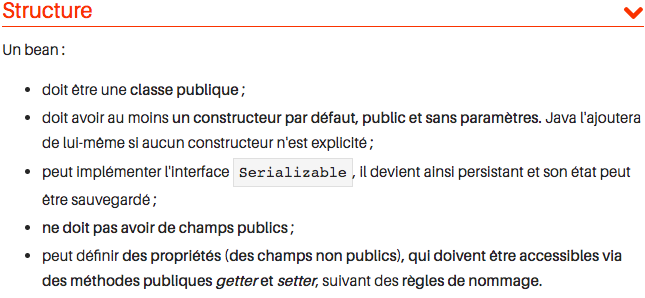 Structure
Un bean :
• doit être une classe publique ;
• doit avoir au moins un constructeur par défaut, public et sans paramètres. Java l'ajoutera
de lui-même si aucun constructeur n'est explicité ;
• peut implémenter l'interface Serializable , il devient ainsi persistant et son état peut
être sauvegardé ;
• ne doit pas avoir de champs publics ;
• peut définir des propriétés (des champs non publics), qui doivent être accessibles via
des méthodes publiques getter et setter, suivant des règles de nommage.